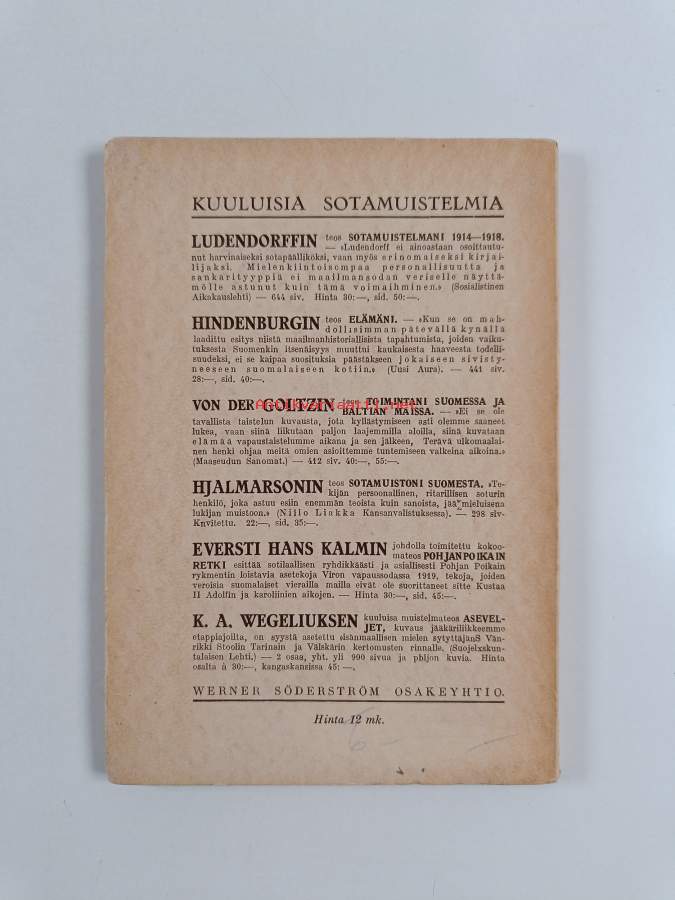 KUULUISIA SOTAMUISTELMIA
LUDENDORFFIN teos SOTAMUISTELMANI 1914—1918.
— »Ludendorff ei ainoastaan osoittautu-
nut harvinaiseksi sotapäälliköksi, vaan myös erinomaiseksi kirjai-
lijaksi. Mielenkiintoisempaa personallisuutta ja
sankarityyppiä ei maailmansodan veriselle näyttä-
mölle astunut kuin tämä voimaihminen.» (Sosialistinen
Aikakauslehti) — 644 siv. Hinta 30:—, sid. 50:—.
HINDENBURGIN teos ELÄMÄNI. — »Kun se on mah-
dollisimman pätevällä kynällä
laadittu esitys niistä maailmanhistoriallisista tapahtumista, joiden vaiku-
tuksesta Suomenkin itsenäisyys muuttui kaukaisesta haaveesta todelli-
suudeksi, ei se kaipaa suosituksia päästäkseen jokaiseen sivisty-
neeseen suomalaiseen kotiin.» (Uusi Aura). — 441 siv.
28:—, sid. 40:—.
VON DER GOLTZIN teos TOIMINTANI SUOMESSA JA
BALTIAN MAISSA. — »Ei se ole
tavallista taistelun kuvausta, jota kyllästymiseen asti olemme saaneet
lukea, vaan siinä liikutaan paljon laajemmilla aloilla, siinä kuvataan
elämää vapaustaistelumme aikana ja sen jälkeen, Terävä ulkomaalai-
nen henki ohjaa meitä omien asioittemme tuntemiseen valkeina aikoina.»
(Maaseudun Sanomat.) — 412 siv. 40:—, 55:—.
HJALMARSONIN teos SOTAMUISTONI SUOMESTA. »Te-
kijän persoonallinen, ritarillisen soturin
henkilö, joka astuu esiin enemmän teoista kuin sanoista, jää mieluisena
lukijan muistoon.» (Niilo Liakka Kansanvalistuksessa). — 298 siv-
Knvitettu. 22:—, sid. 35:—.
EVERSTI HANS KALMIN johdolla toimitettu kokoo-
mateos POHJANPOIKAIN
RETKI esittää sotilaallisen ryhdikkäästi ja asiallisesti Pohjan Poikain
rykmentin loistavia asetekoja Viron vapaussodassa 1919, tekoja, joiden
veroisia suomalaiset vierailla mailla eivät ole suorittaneet sitte Kustaa
II Adolfin ja karoliinien aikojen. — Hinta 30:—, sid. 45:—.
K. A. WEGELIUKSEN kuuluisa muistelmateos ASEVEL-
JET, kuvaus jääkäriliikkeemme
etappiajoilta, on syystä asetettu isänmaallisen mielen sytyttäjänä Vän-
rikki Stoolin Tarinain ja Välskärin kertomusten rinnalle. (Suojelxskun-
talaisen Lehti.) — 2 osaa, yht. yli 900 sivua ja pbljon kuvia. Hinta
osalta à 30:—, kangaskansissa 45: —.
WERNER SÖDERSTRÖM OSAKEYHTIO.
Hinta 12 mk.